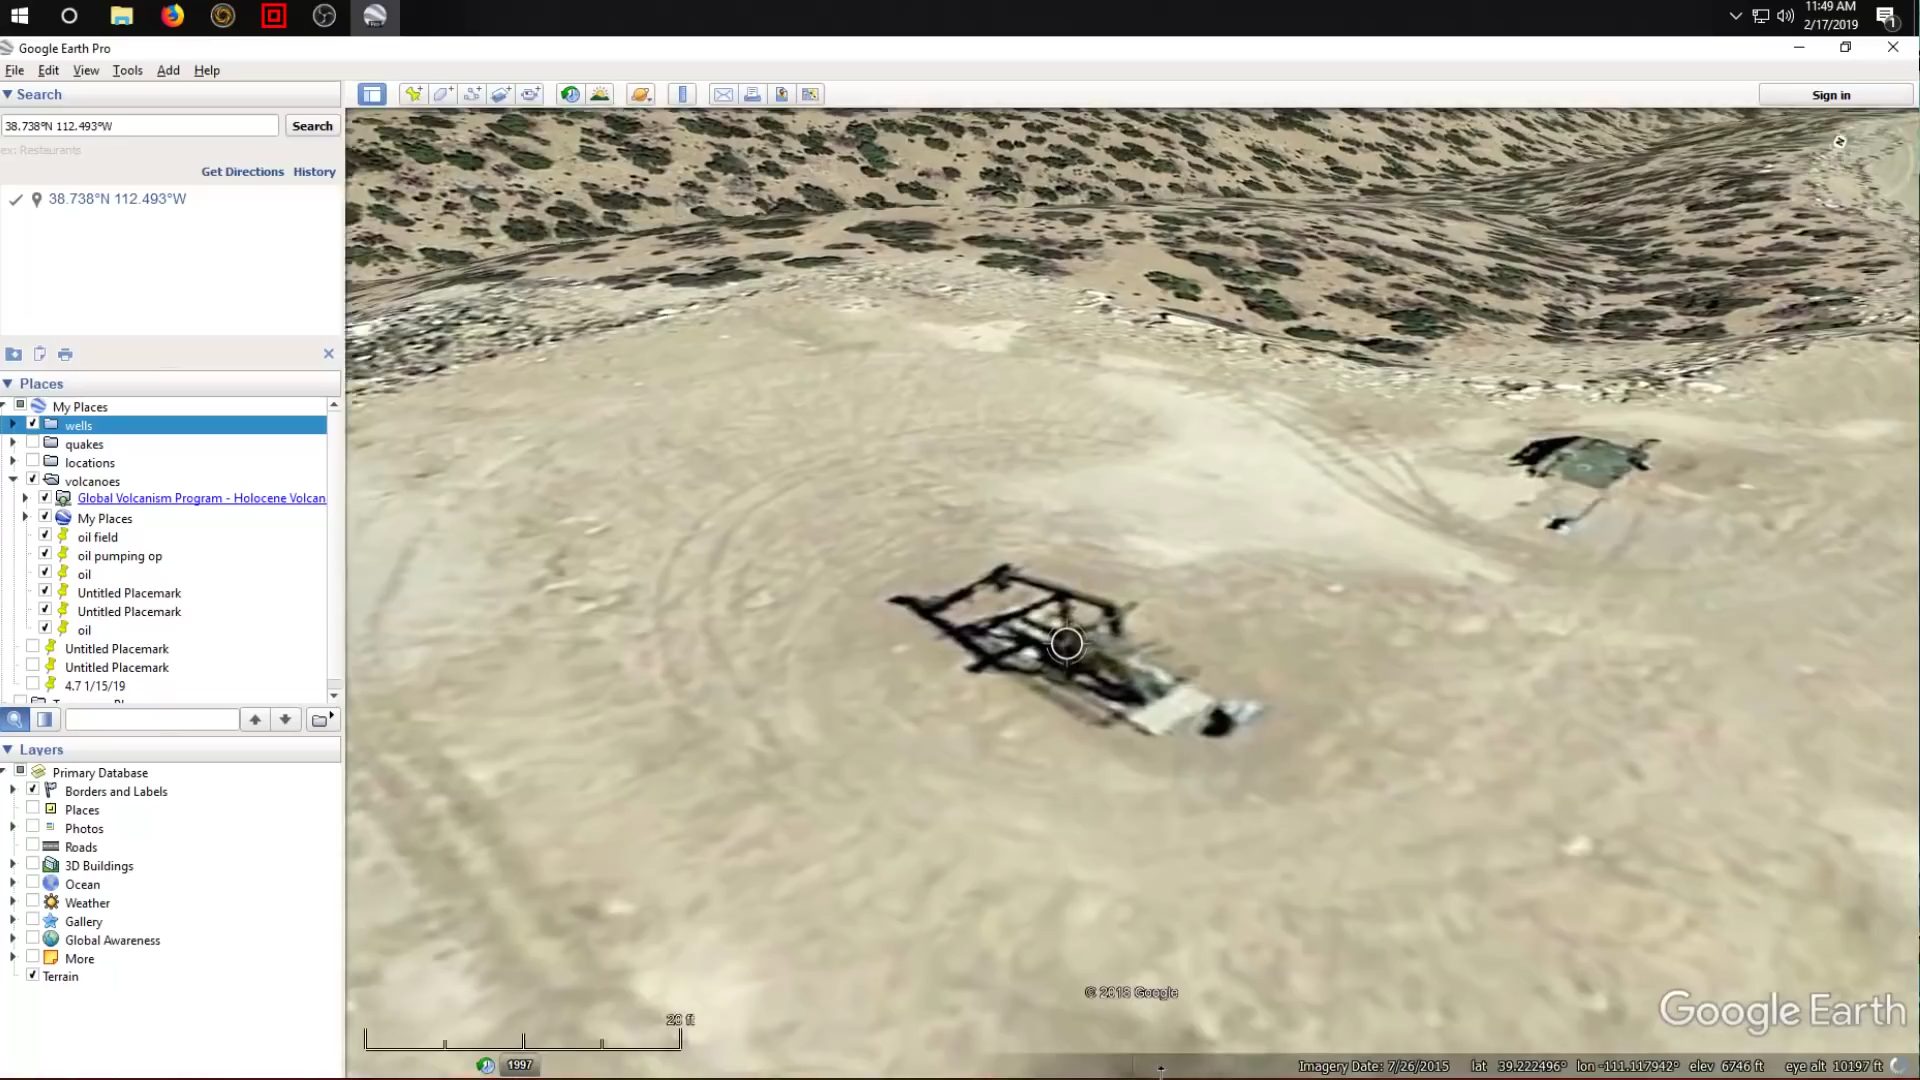 11:49 AM
2/17/2019
1
Google Earth Pro
File Edit View Tools Add Help
Search
Sign in
38.738°N 112.493°W
Search
ex: Restaurants
Get Directions History
38.738°N 112.493°W
Places
My Places
wells
quakes
locations
volcanoes
Global Volcanism Program - Holocene Volcan
My Places
oil field
oil pumping op
oil
Untitled Placemark
Untitled Placemark
oil
Untitled Placemark
Untitled Placemark
4.7 1/15/19
Layers
Primary Database
Borders and Labels
Places
Photos
Roads
3D Buildings
Ocean
Weather
Gallery
Global Awareness
More
Terrain
N
© 2018 Google
Google Earth
ft
1997
Imagery Date: 7/26/2015 lat 39.222496° lon -111.117942° elev 6746 ft eye alt 10197 ft